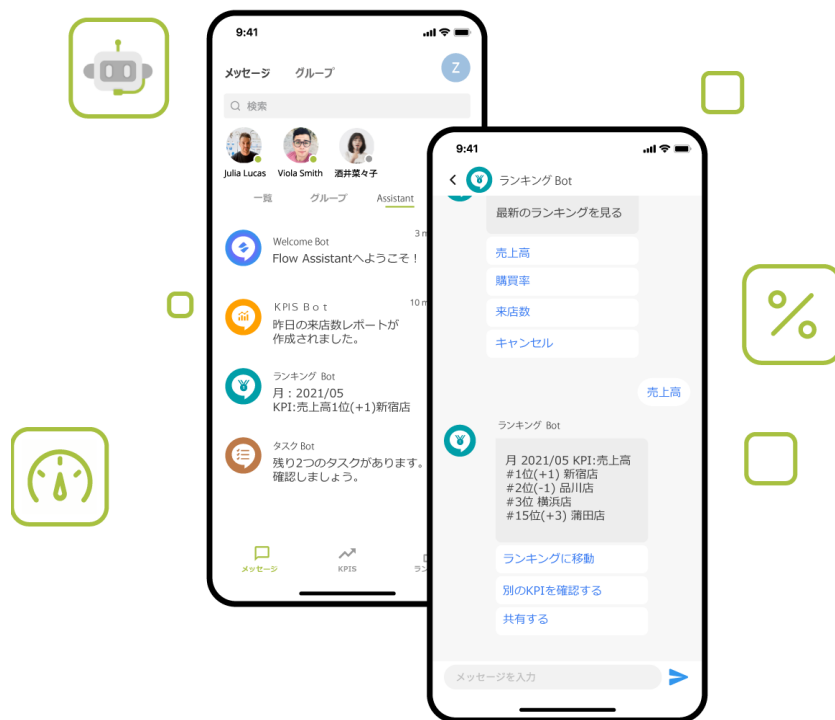 9:41
メッセージ グループ
Z
検索
Julia Lucas Viola Smith 酒井菜々子
一覧 グループ Assistant
Welcome Bot
3 m
Flow Assistantへようこそ！
KPIS Bot
10 m
昨日の来店数レポートが
作成されました。
ランキング Bot
月：2021/05
KPI:売上高1位(+1)新宿店
タスク Bot
残り2つのタスクがあります。
確認しましょう。
メッセージ KPIS ラン
9:41
ランキング Bot
最新のランキングを見る
売上高
購買率
来店数
キャンセル
売上高
ランキング Bot
月 2021/05 KPI:売上高
#1位(+1) 新宿店
#2位(-1) 品川店
#3位 横浜店
#15位(+3) 蒲田店
ランキングに移動
別のKPIを確認する
共有する
メッセージを入力